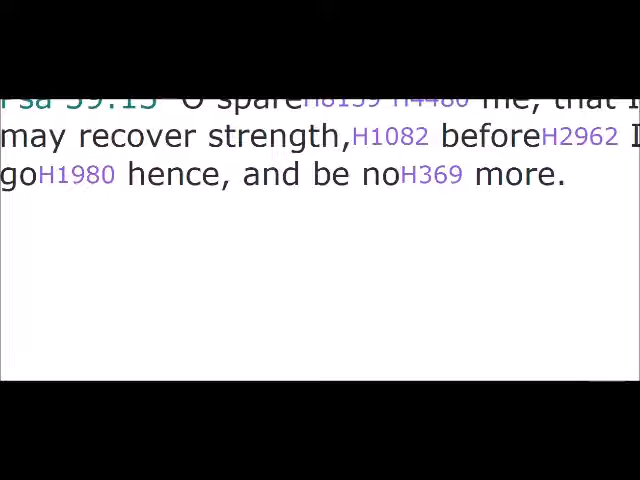 Psa 39:13 O spareH8159 H4480 me, that I
may recover strength,H1082 beforeH2962 I
goH1980 hence, and be noH369 more.